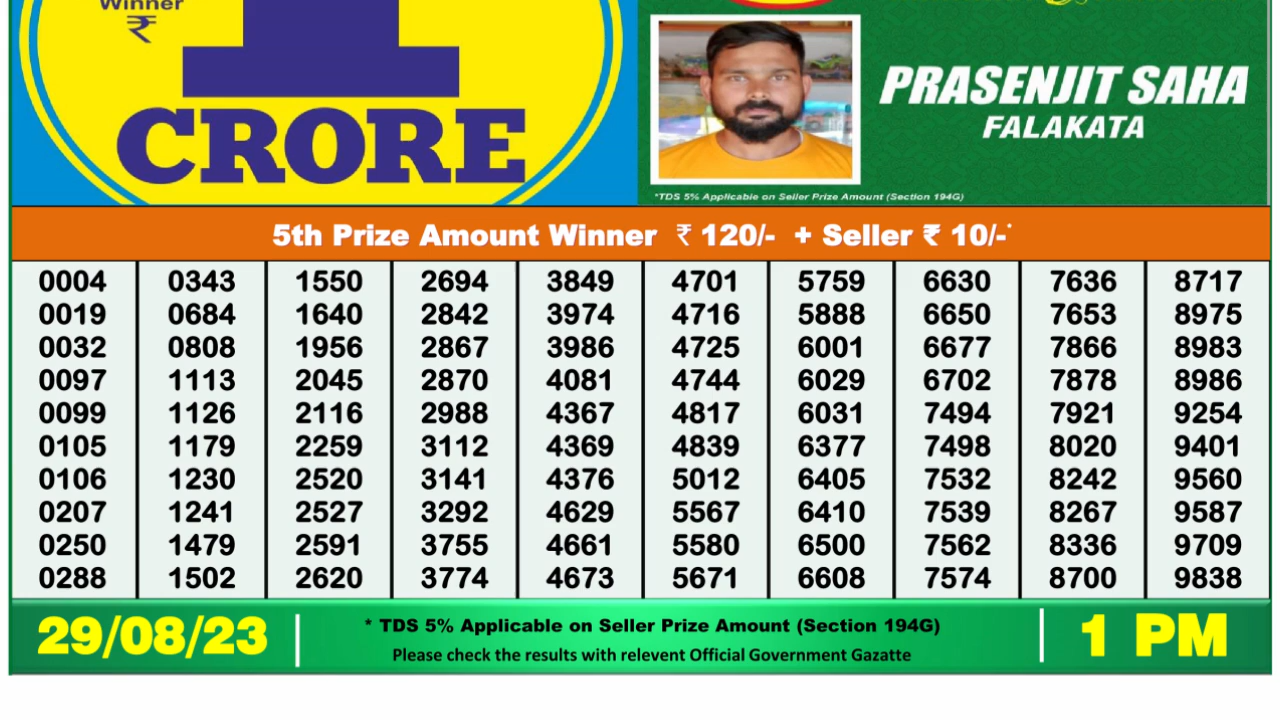 Winner
₹
1
CRORE
PRASENJIT SAHA
FALAKATA
*TDS 5% Applicable on Seller Prize Amount (Section 194G)
5th Prize Amount Winner ₹ 120/- + Seller ₹ 10/-*
0004 0343 1550 2694 3849 4701 5759 6630 7636 8717
0019 0684 1640 2842 3974 4716 5888 6650 7653 8975
0032 0808 1956 2867 3986 4725 6001 6677 7866 8983
0097 1113 2045 2870 4081 4744 6029 6702 7878 8986
0099 1126 2116 2988 4367 4817 6031 7494 7921 9254
0105 1179 2259 3112 4369 4839 6377 7498 8020 9401
0106 1230 2520 3141 4376 5012 6405 7532 8242 9560
0207 1241 2527 3292 4629 5567 6410 7539 8267 9587
0250 1479 2591 3755 4661 5580 6500 7562 8336 9709
0288 1502 2620 3774 4673 5671 6608 7574 8700 9838
29/08/23
* TDS 5% Applicable on Seller Prize Amount (Section 194G)
Please check the results with relevent Official Government Gazatte
1 PM